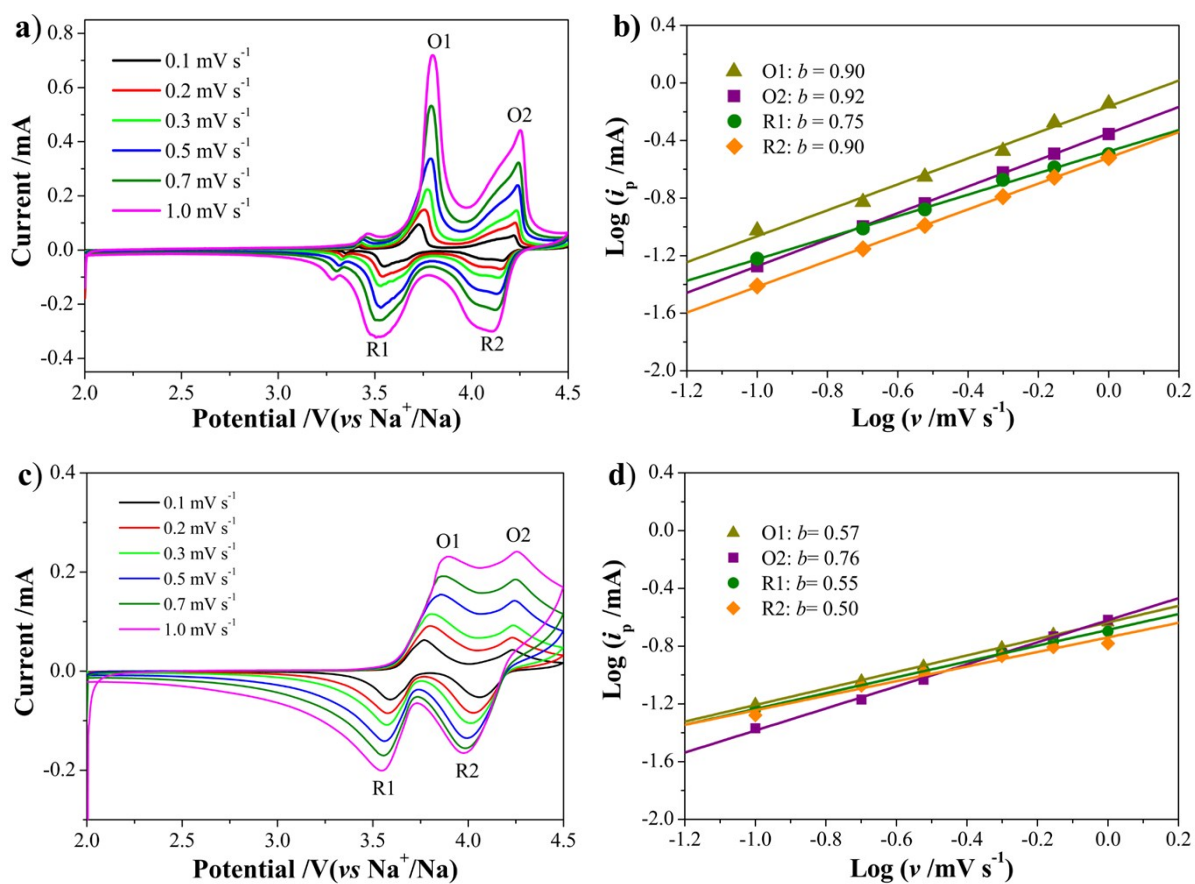 a)
0.1 mV s⁻¹
0.2 mV s⁻¹
0.3 mV s⁻¹
0.5 mV s⁻¹
0.7 mV s⁻¹
1.0 mV s⁻¹
O1
O2
R1
R2
0.8
0.6
0.4
0.2
0.0
-0.2
-0.4
Current /mA
2.0 2.5 3.0 3.5 4.0 4.5
Potential /V(vs Na⁺/Na)
b)
O1: b = 0.90
O2: b = 0.92
R1: b = 0.75
R2: b = 0.90
0.4
0.0
-0.4
-0.8
-1.2
-1.6
-2.0
Log (iₚ /mA)
-1.2 -1.0 -0.8 -0.6 -0.4 -0.2 0.0 0.2
Log (v /mV s⁻¹)
c)
0.1 mV s⁻¹
0.2 mV s⁻¹
0.3 mV s⁻¹
0.5 mV s⁻¹
0.7 mV s⁻¹
1.0 mV s⁻¹
O1
O2
R1
R2
0.4
0.2
0.0
-0.2
Current /mA
2.0 2.5 3.0 3.5 4.0 4.5
Potential /V(vs Na⁺/Na)
d)
O1: b= 0.57
O2: b= 0.76
R1: b= 0.55
R2: b= 0.50
0.4
0.0
-0.4
-0.8
-1.2
-1.6
-2.0
Log (iₚ /mA)
-1.2 -1.0 -0.8 -0.6 -0.4 -0.2 0.0 0.2
Log (v /mV s⁻¹)